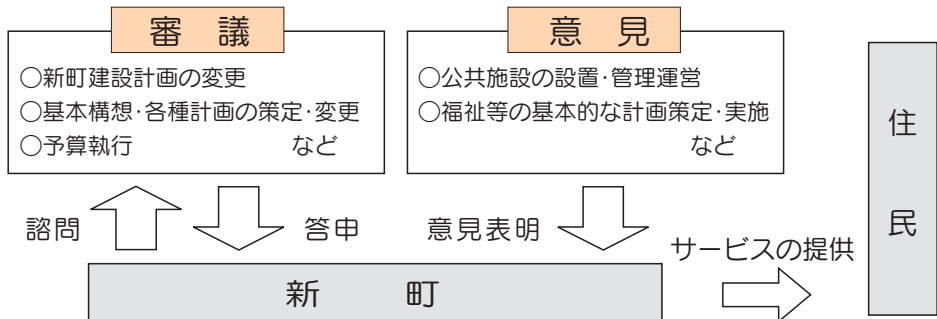 審議
○新町建設計画の変更
○基本構想・各種計画の策定・変更
○予算執行 など
意見
○公共施設の設置・管理運営
○福祉等の基本的な計画策定・実施
など
諮問
答申
意見表明
新町
サービスの提供
住民